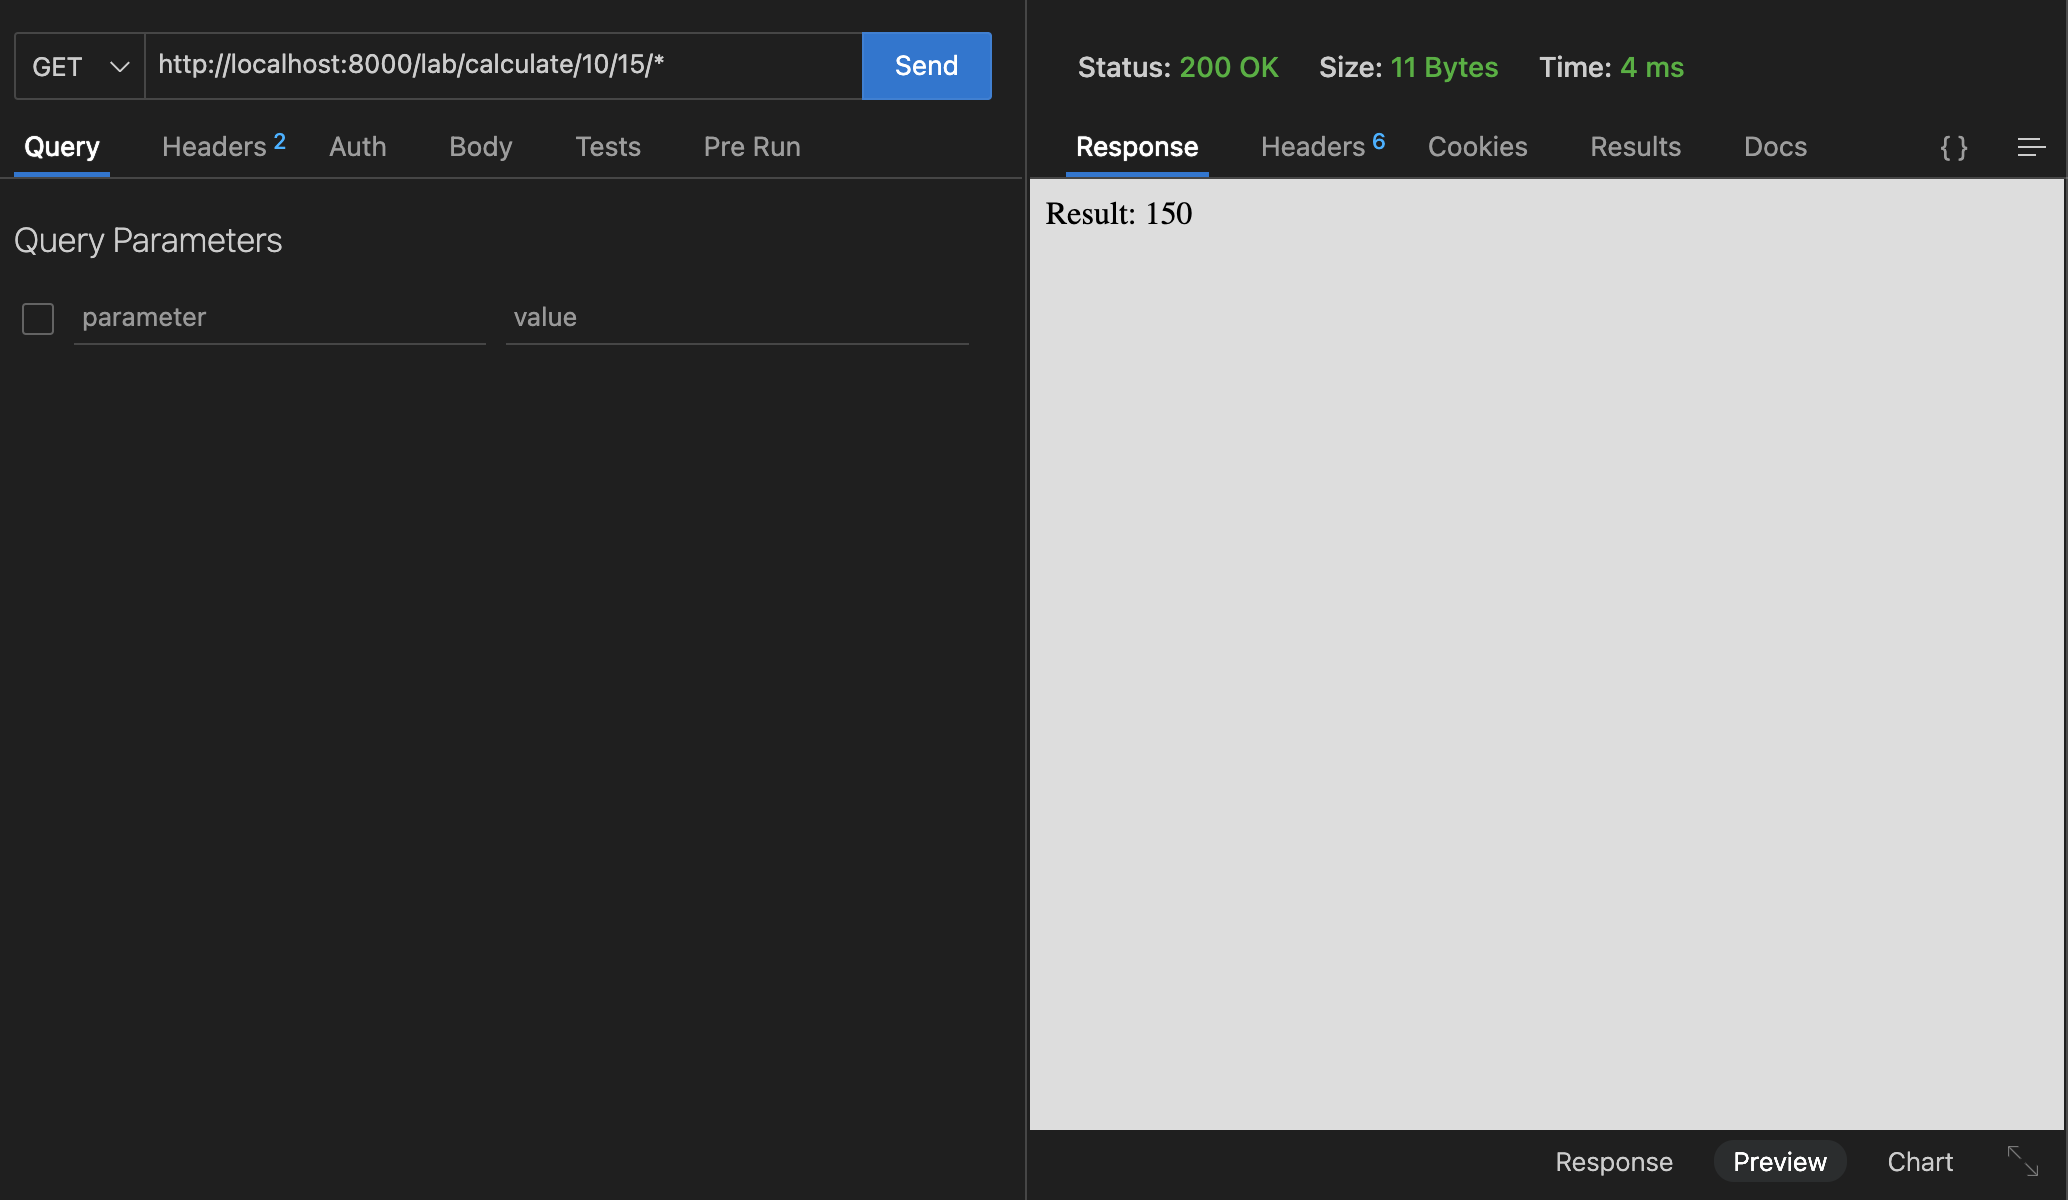 GET http://localhost:8000/lab/calculate/10/15/* Send
Query Headers 2 Auth Body Tests Pre Run
Query Parameters
parameter value
Status: 200 OK Size: 11 Bytes Time: 4 ms
Response Headers 6 Cookies Results Docs { }
Result: 150
Response Preview Chart